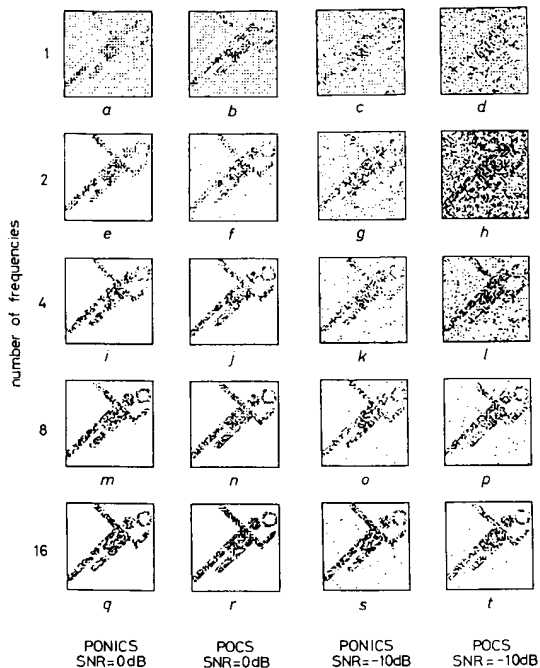 1
a b c d
2
e f g h
number of frequencies
4
i j k l
8
m n o p
16
q r s t
PONICS POCS PONICS POCS
SNR=0dB SNR=0dB SNR=-10dB SNR=-10dB